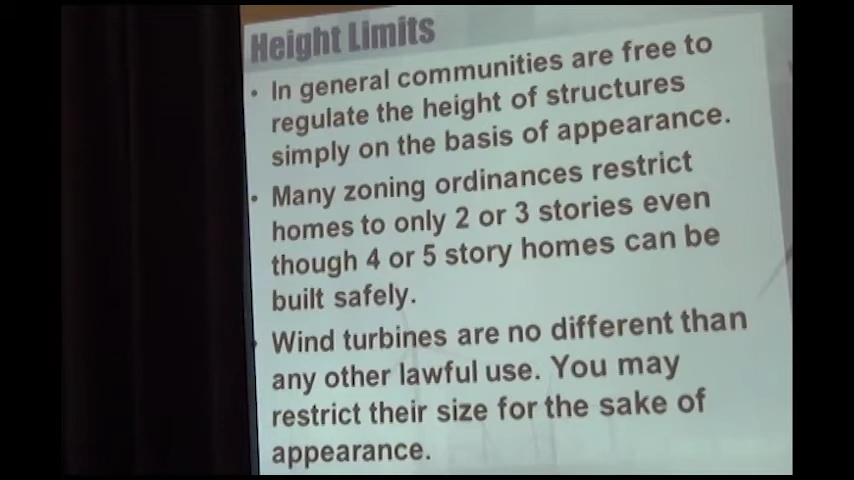 Height Limits
• In general communities are free to
regulate the height of structures
simply on the basis of appearance.
• Many zoning ordinances restrict
homes to only 2 or 3 stories even
though 4 or 5 story homes can be
built safely.
• Wind turbines are no different than
any other lawful use. You may
restrict their size for the sake of
appearance.